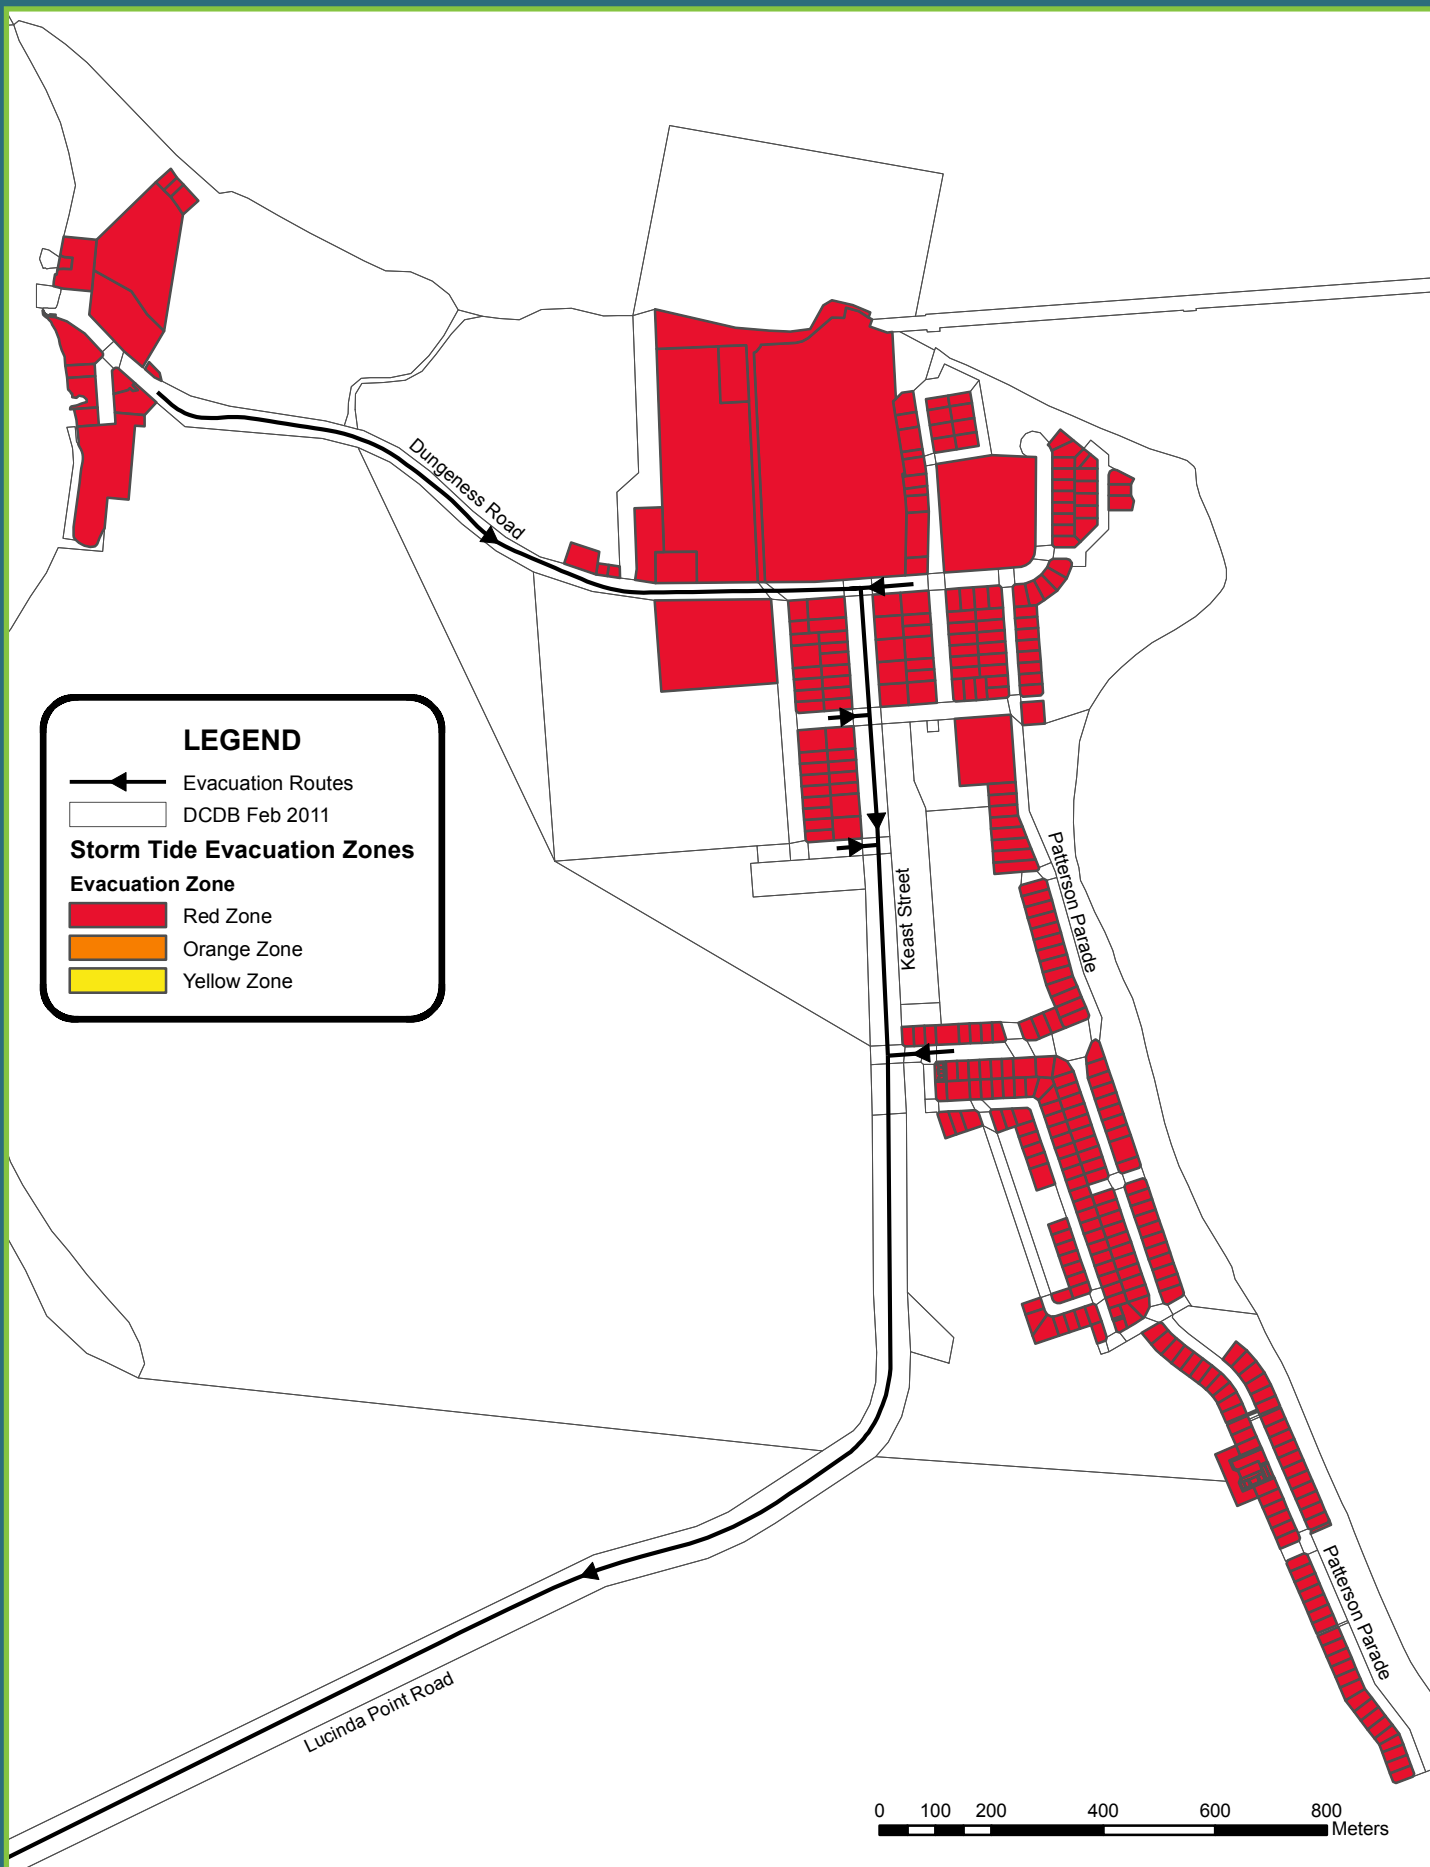 Dungeness Road
LEGEND
Evacuation Routes
DCDB Feb 2011
Storm Tide Evacuation Zones
Evacuation Zone
Red Zone
Orange Zone
Yellow Zone
Keast Street
Patterson Parade
Patterson Parade
Lucinda Point Road
0 100 200 400 600 800
Meters